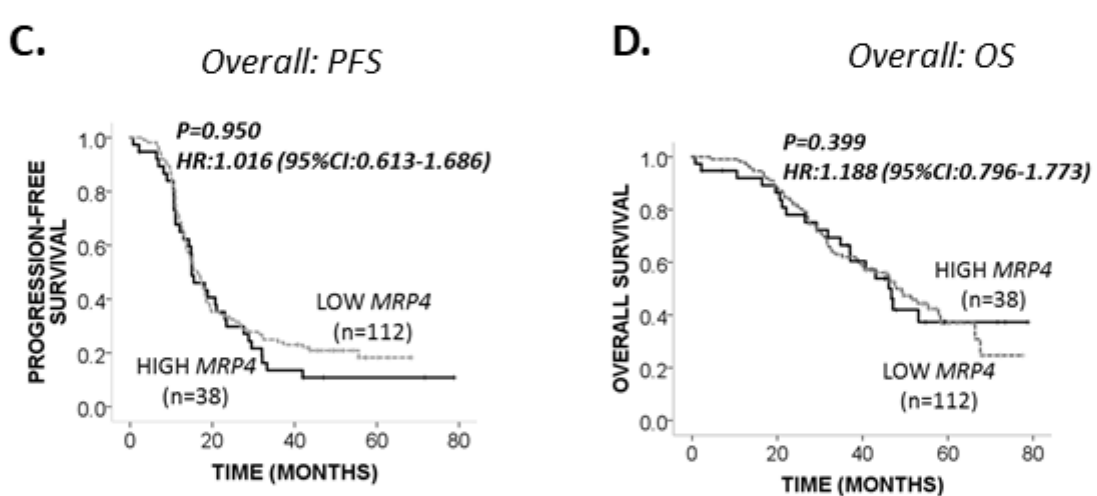 C.
Overall: PFS
P=0.950
HR:1.016 (95%CI:0.613-1.686)
PROGRESSION-FREE
SURVIVAL
1.0
0.8
0.6
0.4
0.2
0.0
LOW MRP4
(n=112)
HIGH MRP4
(n=38)
0 20 40 60 80
TIME (MONTHS)
D.
Overall: OS
P=0.399
HR:1.188 (95%CI:0.796-1.773)
OVERALL SURVIVAL
1.0
0.8
0.6
0.4
0.2
0.0
HIGH MRP4
(n=38)
LOW MRP4
(n=112)
0 20 40 60 80
TIME (MONTHS)